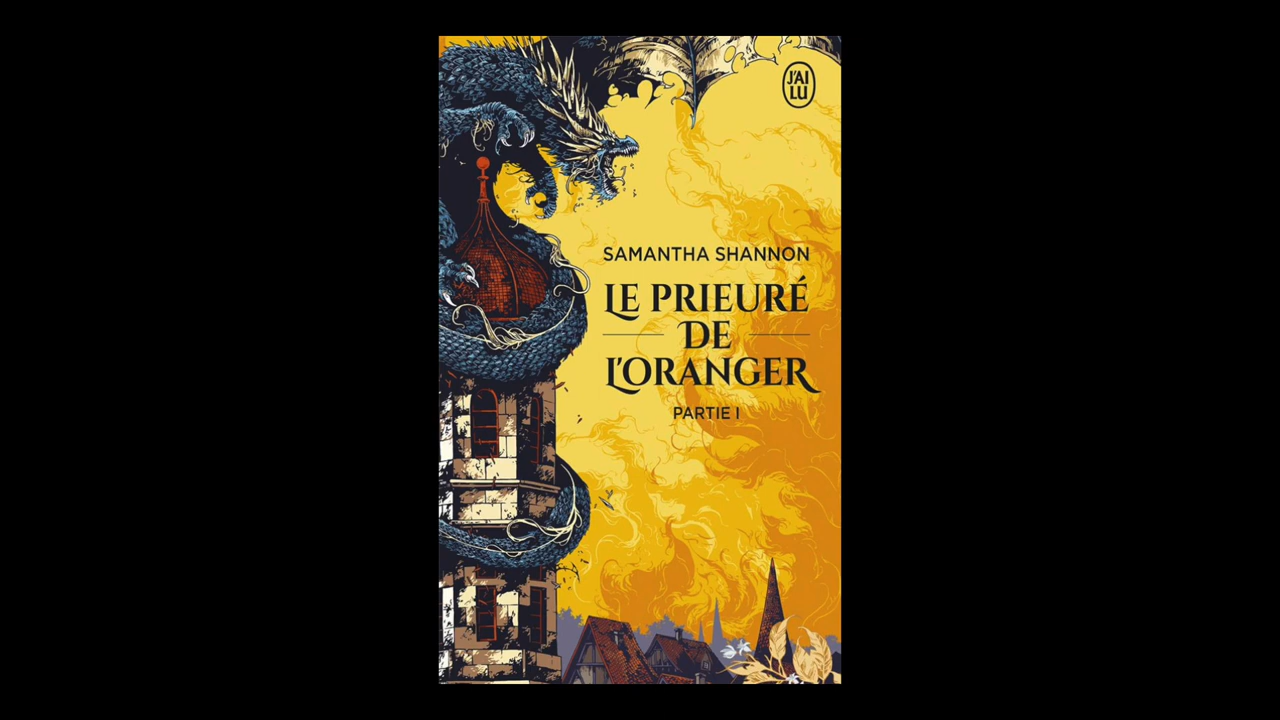 J'AI
LU
SAMANTHA SHANNON
LE PRIEURÉ
DE
L'ORANGER
PARTIE I